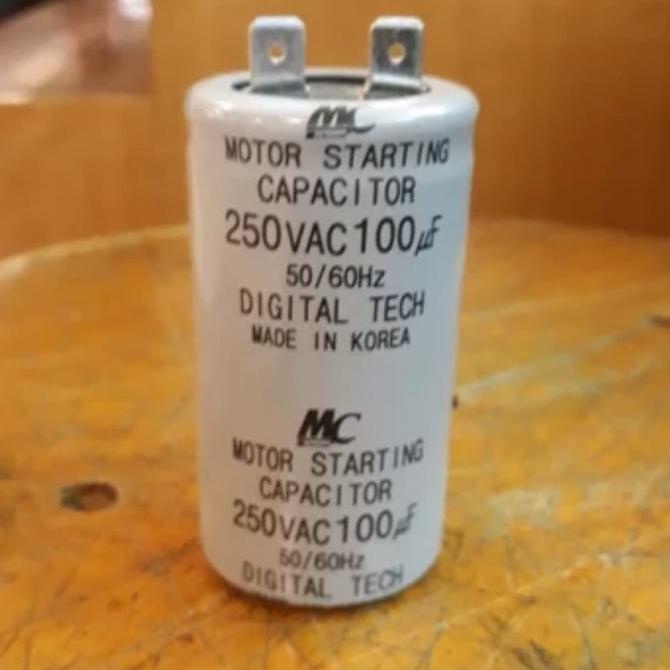 MC
MOTOR STARTING
CAPACITOR
250VAC100μF
50/60Hz
DIGITAL TECH
MADE IN KOREA
MC
MOTOR STARTING
CAPACITOR
250VAC100μF
50/60Hz
DIGITAL TECH